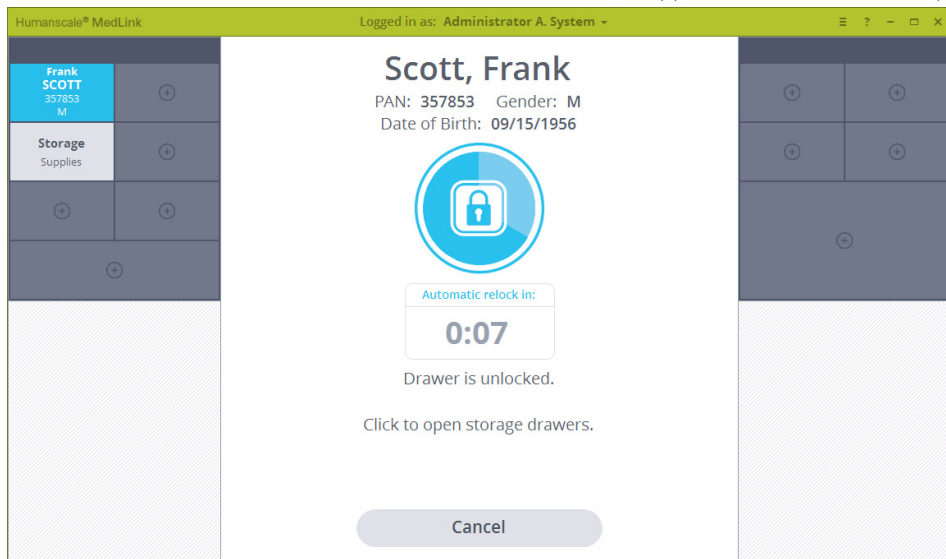 Humanscale® MedLink
Logged in as: Administrator A. System
?
Frank
SCOTT
357853
M
Storage
Supplies
Scott, Frank
PAN: 357853 Gender: M
Date of Birth: 09/15/1956
Automatic relock in:
0:07
Drawer is unlocked.
Click to open storage drawers.
Cancel